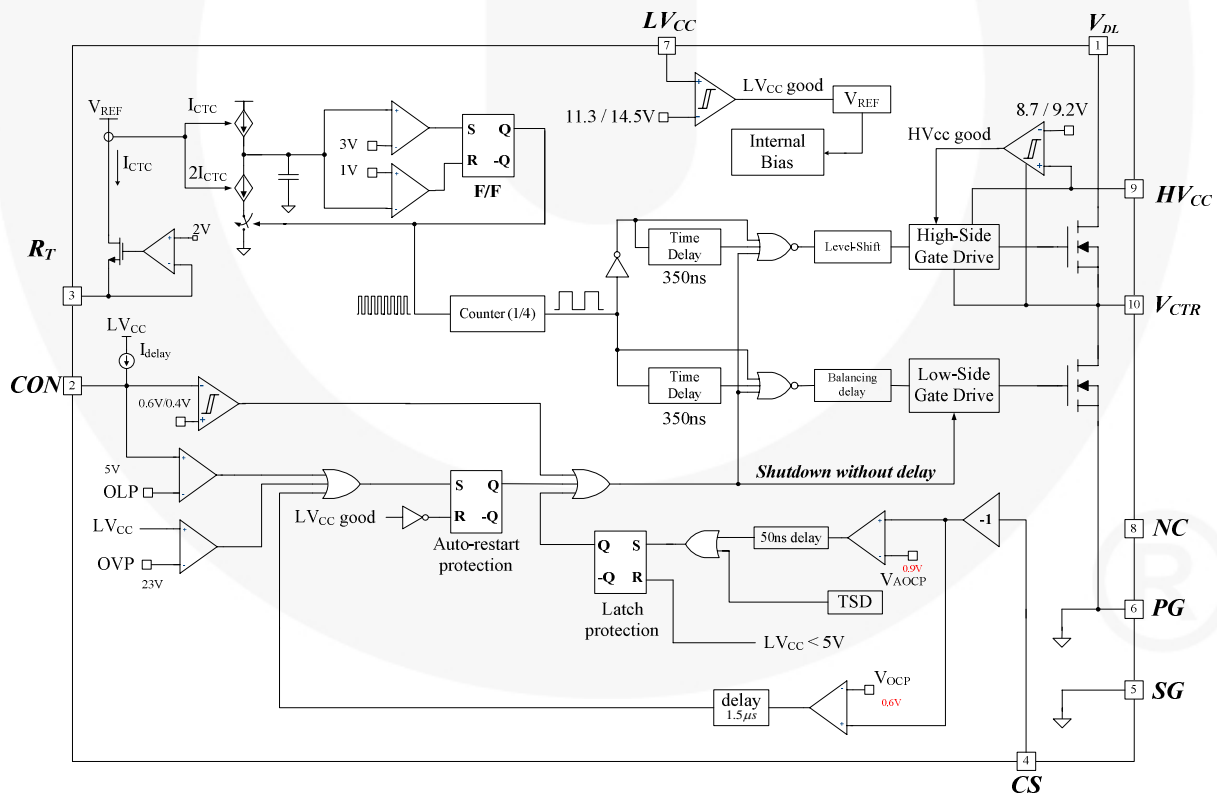 LVCC
VDL
7
1
VREF
ICTC
LVCC good
VREF
8.7 / 9.2V
+
-
11.3 / 14.5V
HVcc good
-
+
+
-
3V
S Q
R -Q
F/F
Internal
Bias
ICTC
2ICTC
1V
+
-
9
HVCC
2V
+
-
RT
3
Time
Delay
350ns
Level-Shift
High-Side
Gate Drive
10
VCTR
Counter (1/4)
LVCC
Idelay
CON
2
-
+
0.6V/0.4V
Time
Delay
350ns
Balancing
delay
Low-Side
Gate Drive
5V
+
-
OLP
Shutdown without delay
S Q
R -Q
LVCC good
Auto-restart
protection
LVCC
+
-
OVP
23V
Q S
-Q R
Latch
protection
50ns delay
+
-
0.9V
VAOCP
-1
8
NC
TSD
6
PG
LVCC < 5V
VOCP
0.6V
-
+
delay
1.5μs
5
SG
4
CS
R